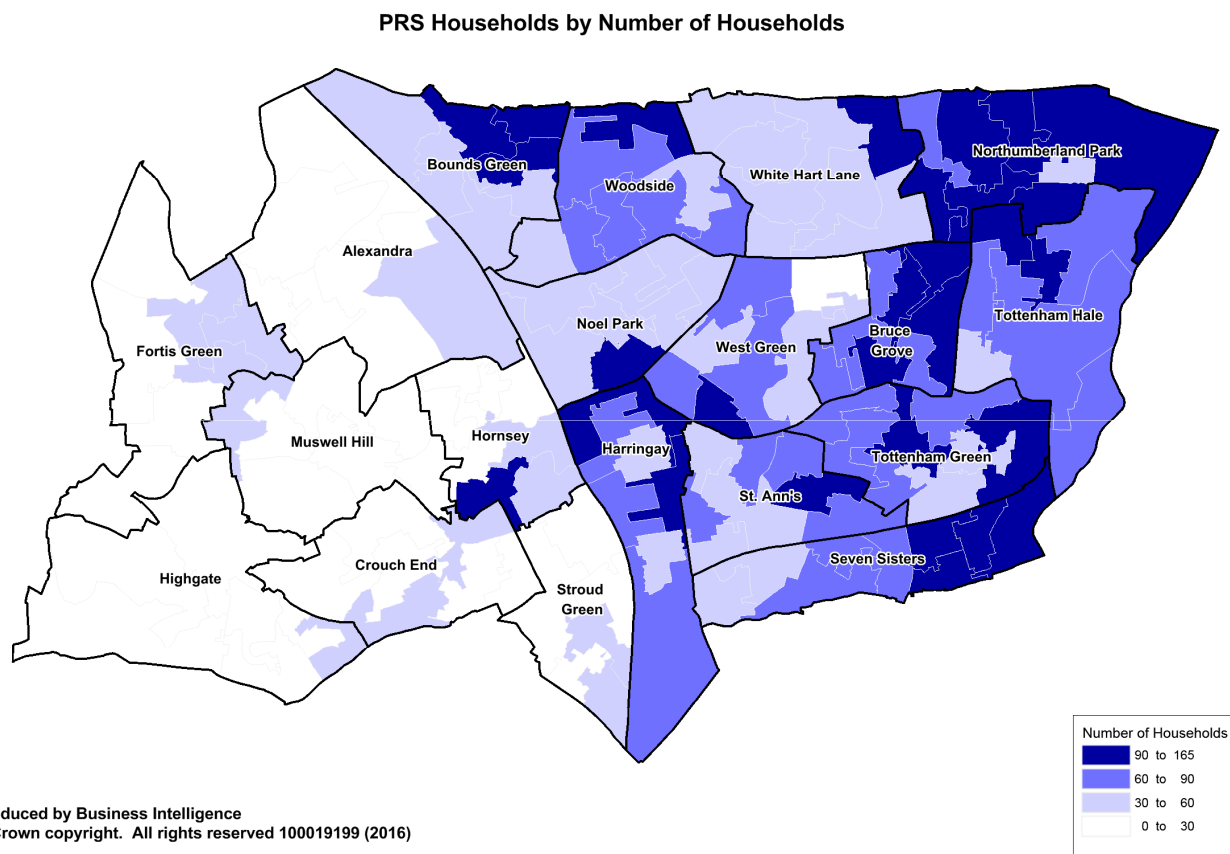 PRS Households by Number of Households
Bounds Green
Woodside
White Hart Lane
Northumberland Park
Alexandra
Noel Park
Tottenham Hale
Fortis Green
West Green
Bruce
Grove
Muswell Hill
Hornsey
Harringay
Tottenham Green
St. Ann's
Highgate
Crouch End
Stroud
Green
Seven Sisters
Number of Households
90 to 165
60 to 90
30 to 60
0 to 30
duced by Business Intelligence
rown copyright. All rights reserved 100019199 (2016)